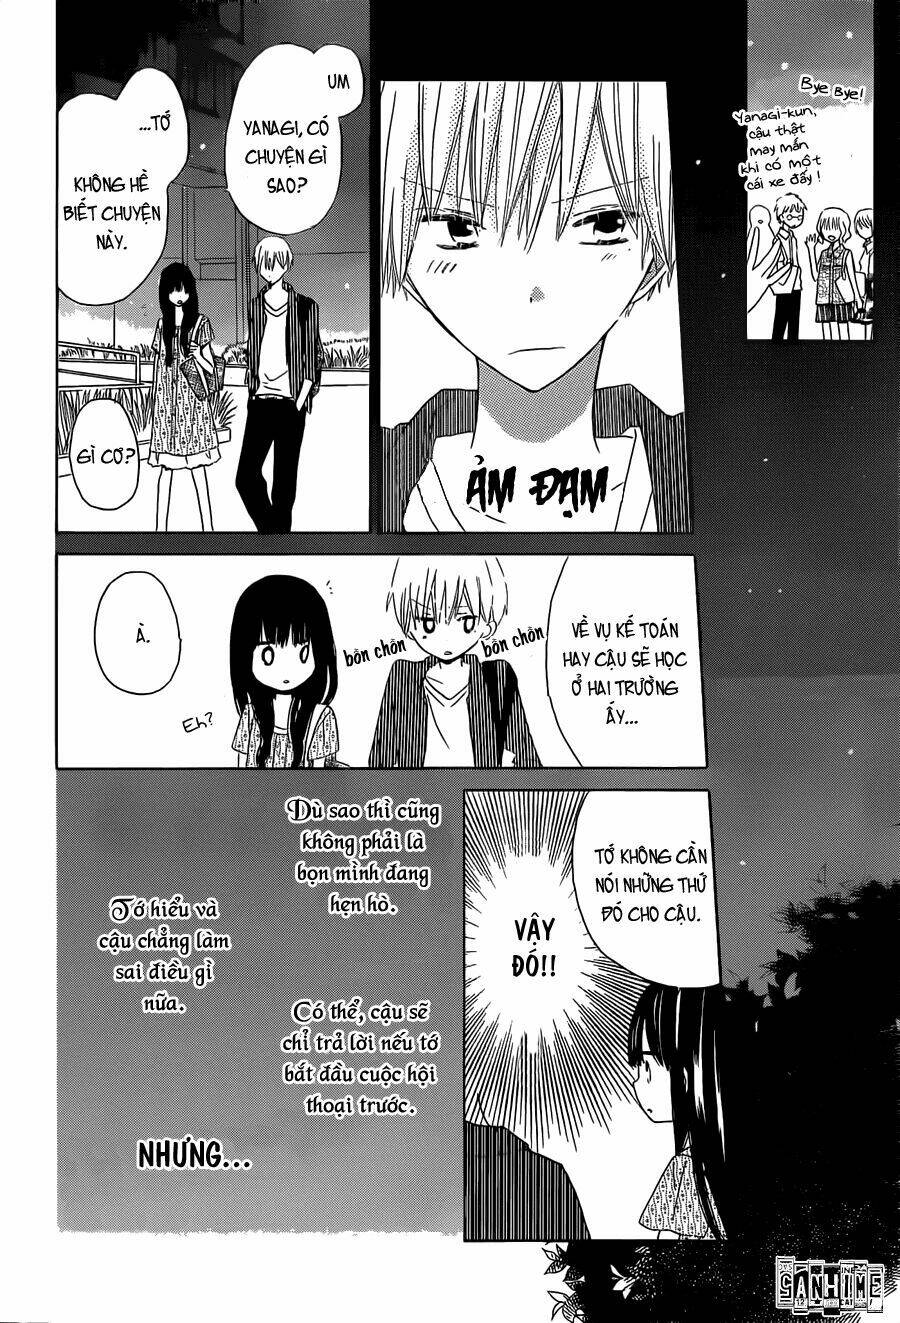 Bye Bye!
Yanagi-kun,
cậu thật
may mắn
khi có một
cái xe đấy!
ẢM ĐẠM
UM
YANAGI, CÓ
CHUYỆN GÌ
SAO?
...TỚ
KHÔNG HỀ
BIẾT CHUYỆN
NÀY.
GÌ CƠ?
VỀ VỤ KẾ TOÁN
HAY CẬU SẼ HỌC
Ở HAI TRƯỜNG
ẤY...
bồn chồn
bồn chồn
Eh?
À.
TỚ KHÔNG CẦN
NÓI NHỮNG THỨ
ĐÓ CHO CẬU.
VẬY
ĐÓ!!
Dù sao thì cũng
không phải là
bọn mình đang
hẹn hò.
Có thể, cậu sẽ
chỉ trả lời nếu tớ
bắt đầu cuộc hội
thoại trước.
Tớ hiểu và
cậu chẳng làm
sai điều gì
nữa.
NHƯNG...
SANHIME